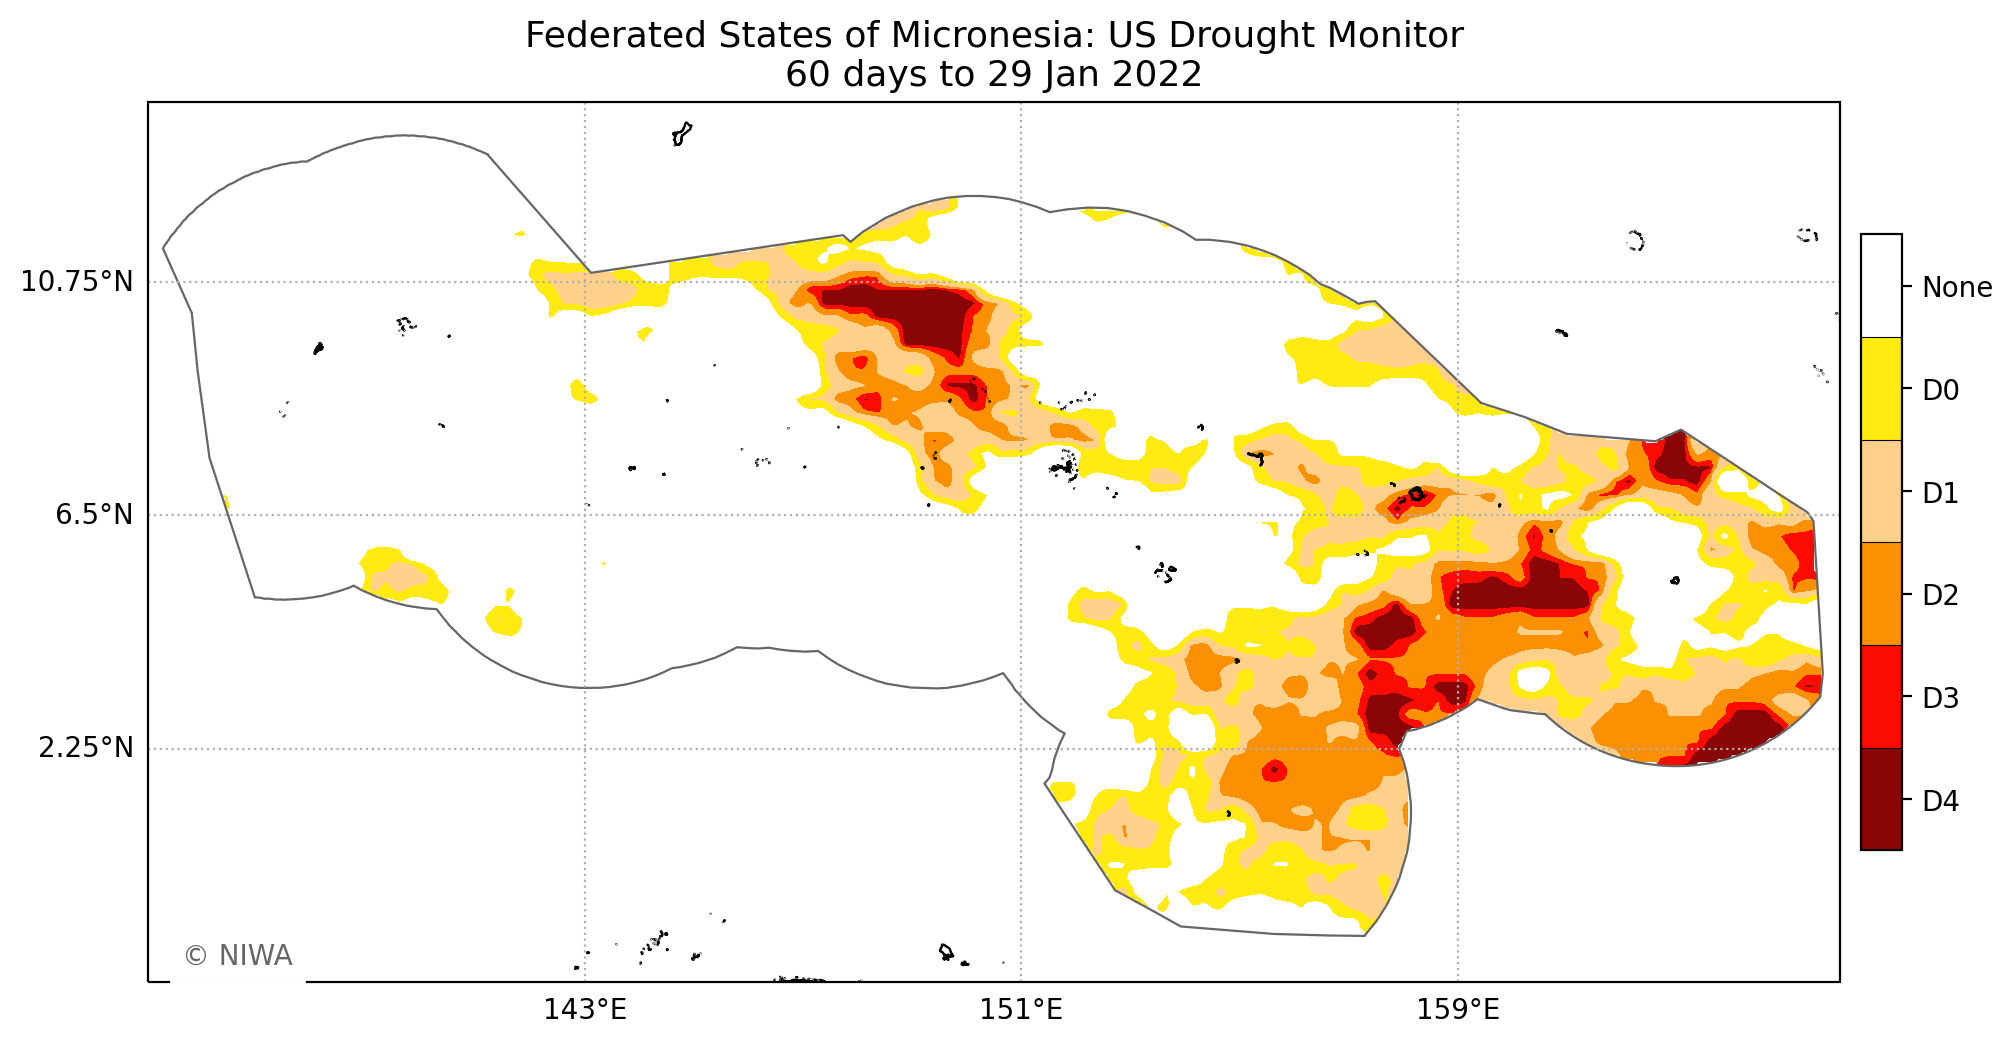 Federated States of Micronesia: US Drought Monitor
60 days to 29 Jan 2022
10.75°N
6.5°N
2.25°N
143°E
151°E
159°E
None
D0
D1
D2
D3
D4
© NIWA